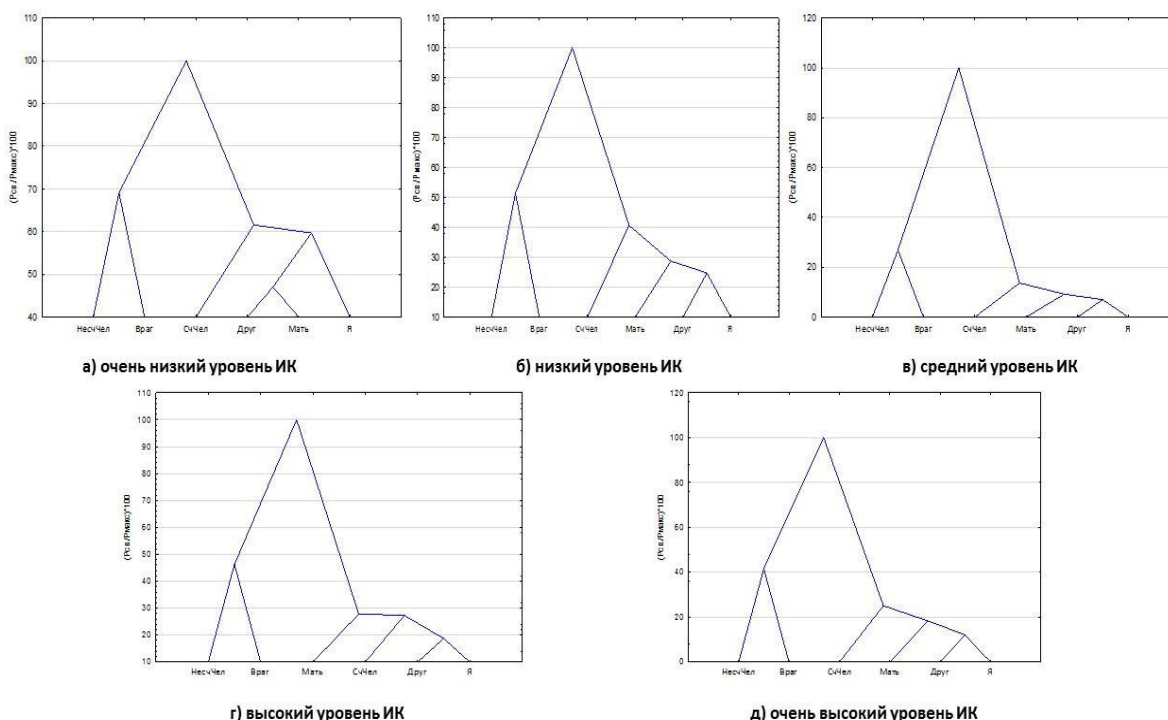 110
100
90
80
70
60
50
40
(Рсв/Рмакс)*100
НесчЧел Враг СчЧел Друг Мать Я
а) очень низкий уровень ИК
110
100
90
80
70
60
50
40
30
20
10
(Рсв/Рмакс)*100
НесчЧел Враг СчЧел Мать Друг Я
б) низкий уровень ИК
120
100
80
60
40
20
0
(Рсв/Рмакс)*100
НесчЧел Враг СчЧел Мать Друг Я
в) средний уровень ИК
110
100
90
80
70
60
50
40
30
20
10
(Рсв/Рмакс)*100
НесчЧел Враг Мать СчЧел Друг Я
г) высокий уровень ИК
120
100
80
60
40
20
0
(Рсв/Рмакс)*100
НесчЧел Враг СчЧел Мать Друг Я
д) очень высокий уровень ИК